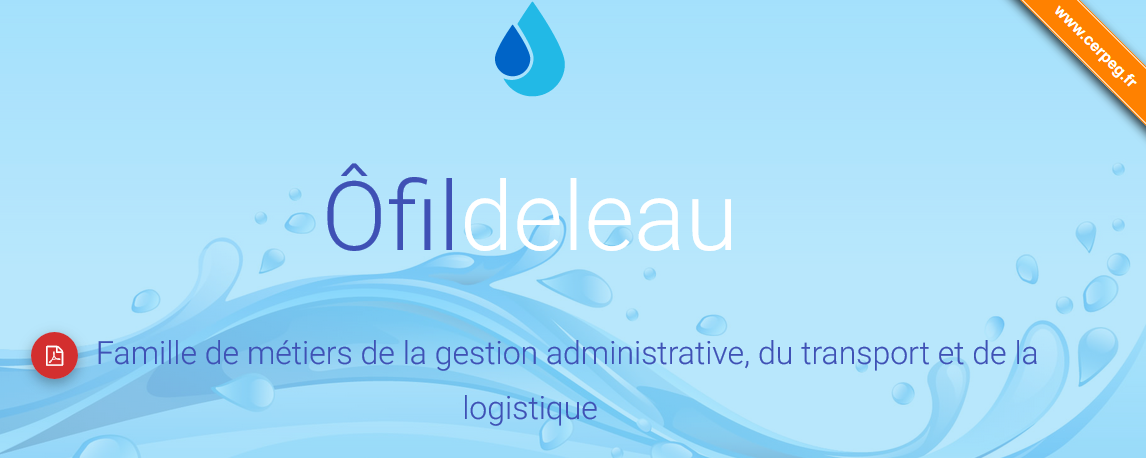 www.cerpeg.fr
Ôfildeleau
Famille de métiers de la gestion administrative, du transport et de la
logistique